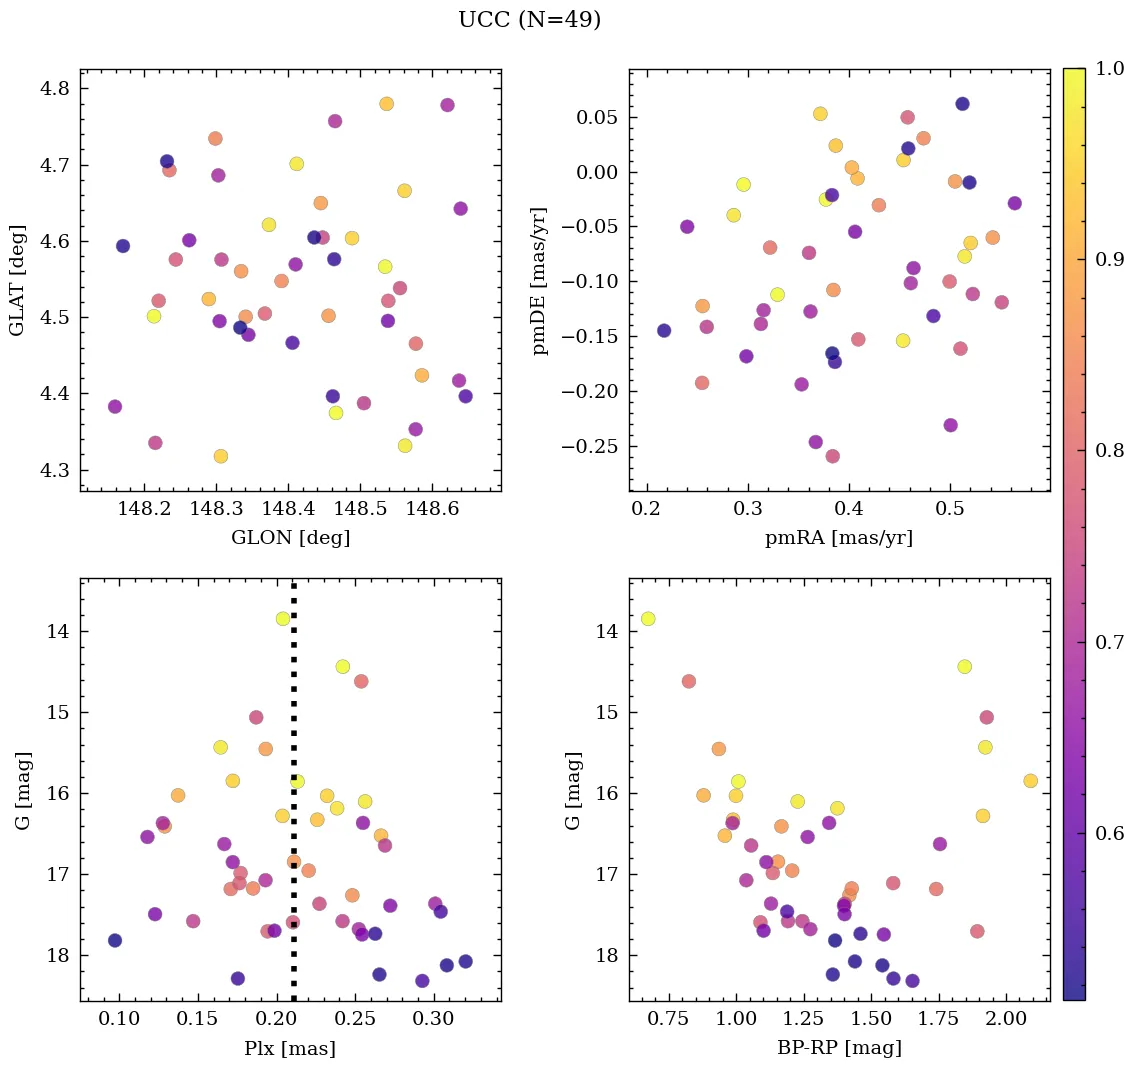 UCC (N=49)
4.8
4.7
4.6
4.5
4.4
4.3
GLAT [deg]
148.2 148.3 148.4 148.5 148.6
GLON [deg]
0.05
0.00
−0.05
−0.10
−0.15
−0.20
−0.25
pmDE [mas/yr]
0.2 0.3 0.4 0.5
pmRA [mas/yr]
1.0
0.9
0.8
0.7
0.6
14
15
16
17
18
G [mag]
0.10 0.15 0.20 0.25 0.30
Plx [mas]
14
15
16
17
18
G [mag]
0.75 1.00 1.25 1.50 1.75 2.00
BP-RP [mag]